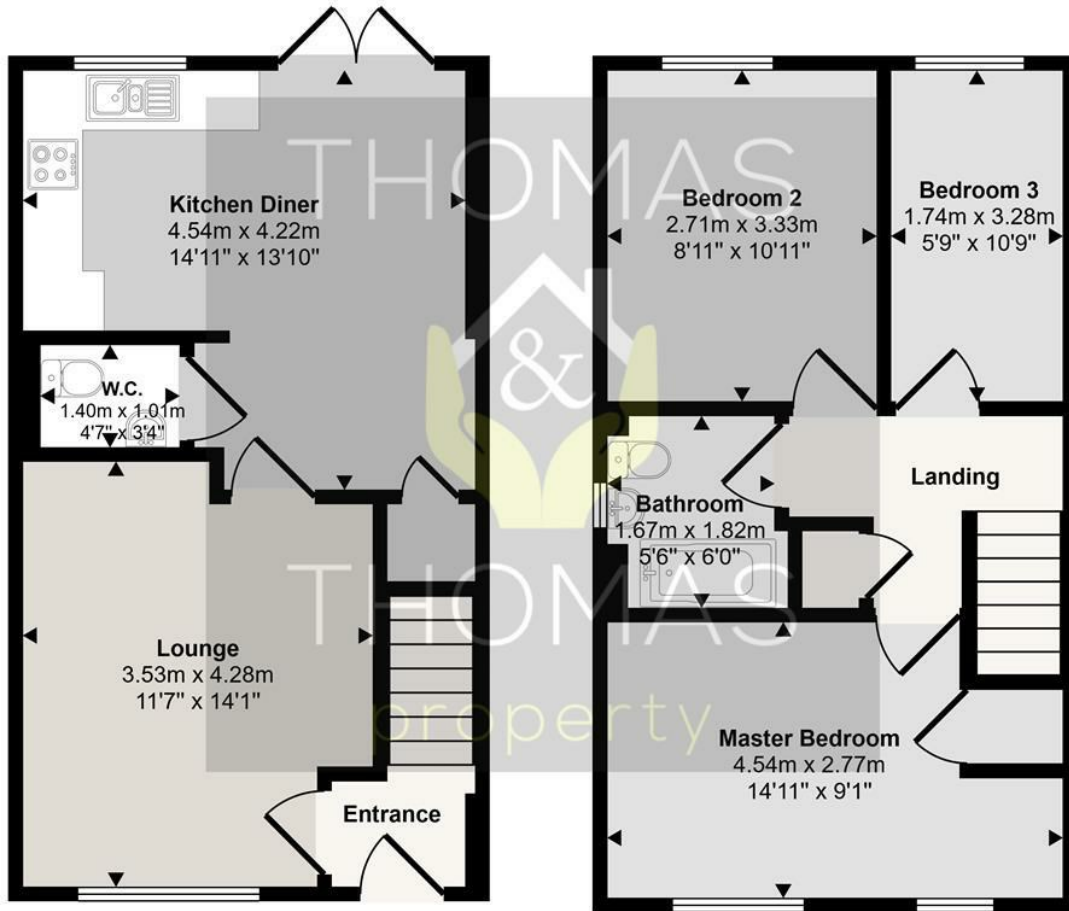 THOMAS
&
THOMAS
property
Kitchen Diner
4.54m x 4.22m
14'11" x 13'10"
W.C.
1.40m x 1.01m
4'7" x 3'4"
Lounge
3.53m x 4.28m
11'7" x 14'1"
Entrance
Bedroom 2
2.71m x 3.33m
8'11" x 10'11"
Bedroom 3
1.74m x 3.28m
5'9" x 10'9"
Landing
Bathroom
1.67m x 1.82m
5'6" x 6'0"
Master Bedroom
4.54m x 2.77m
14'11" x 9'1"